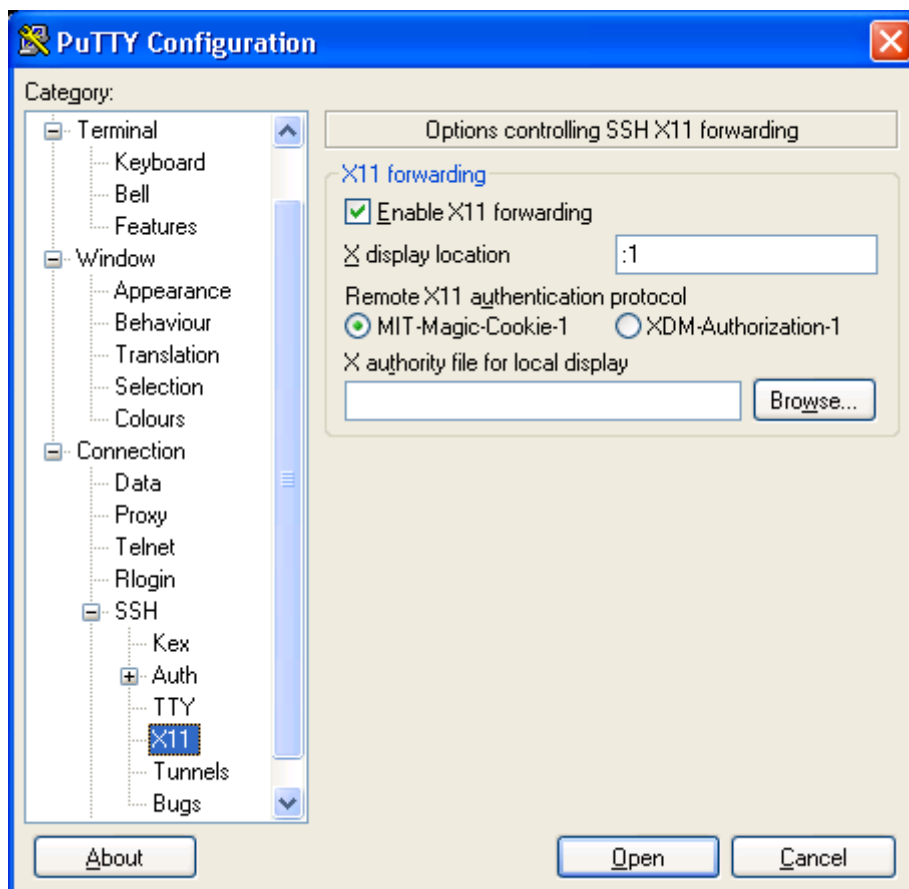 PuTTY Configuration
Category:
Terminal
Keyboard
Bell
Features
Window
Appearance
Behaviour
Translation
Selection
Colours
Connection
Data
Proxy
Telnet
Rlogin
SSH
Kex
Auth
TTY
X11
Tunnels
Bugs
Options controlling SSH X11 forwarding
X11 forwarding
Enable X11 forwarding
X display location :1
Remote X11 authentication protocol
MIT-Magic-Cookie-1 XDM-Authorization-1
X authority file for local display
Browse...
About Open Cancel